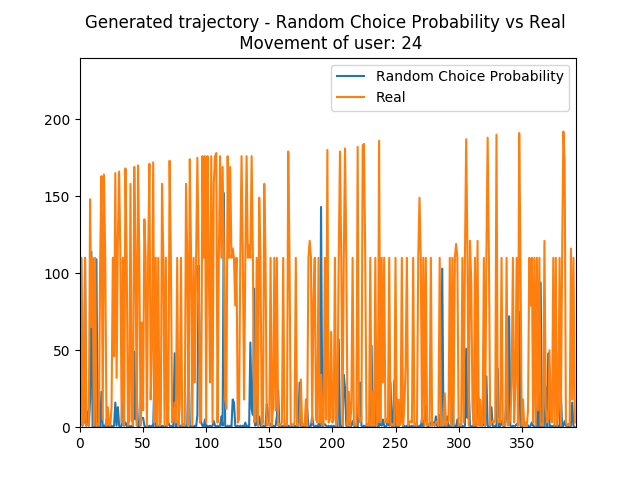 Generated trajectory - Random Choice Probability vs Real
Movement of user: 24
Random Choice Probability
Real
200
150
100
50
0
0 50 100 150 200 250 300 350